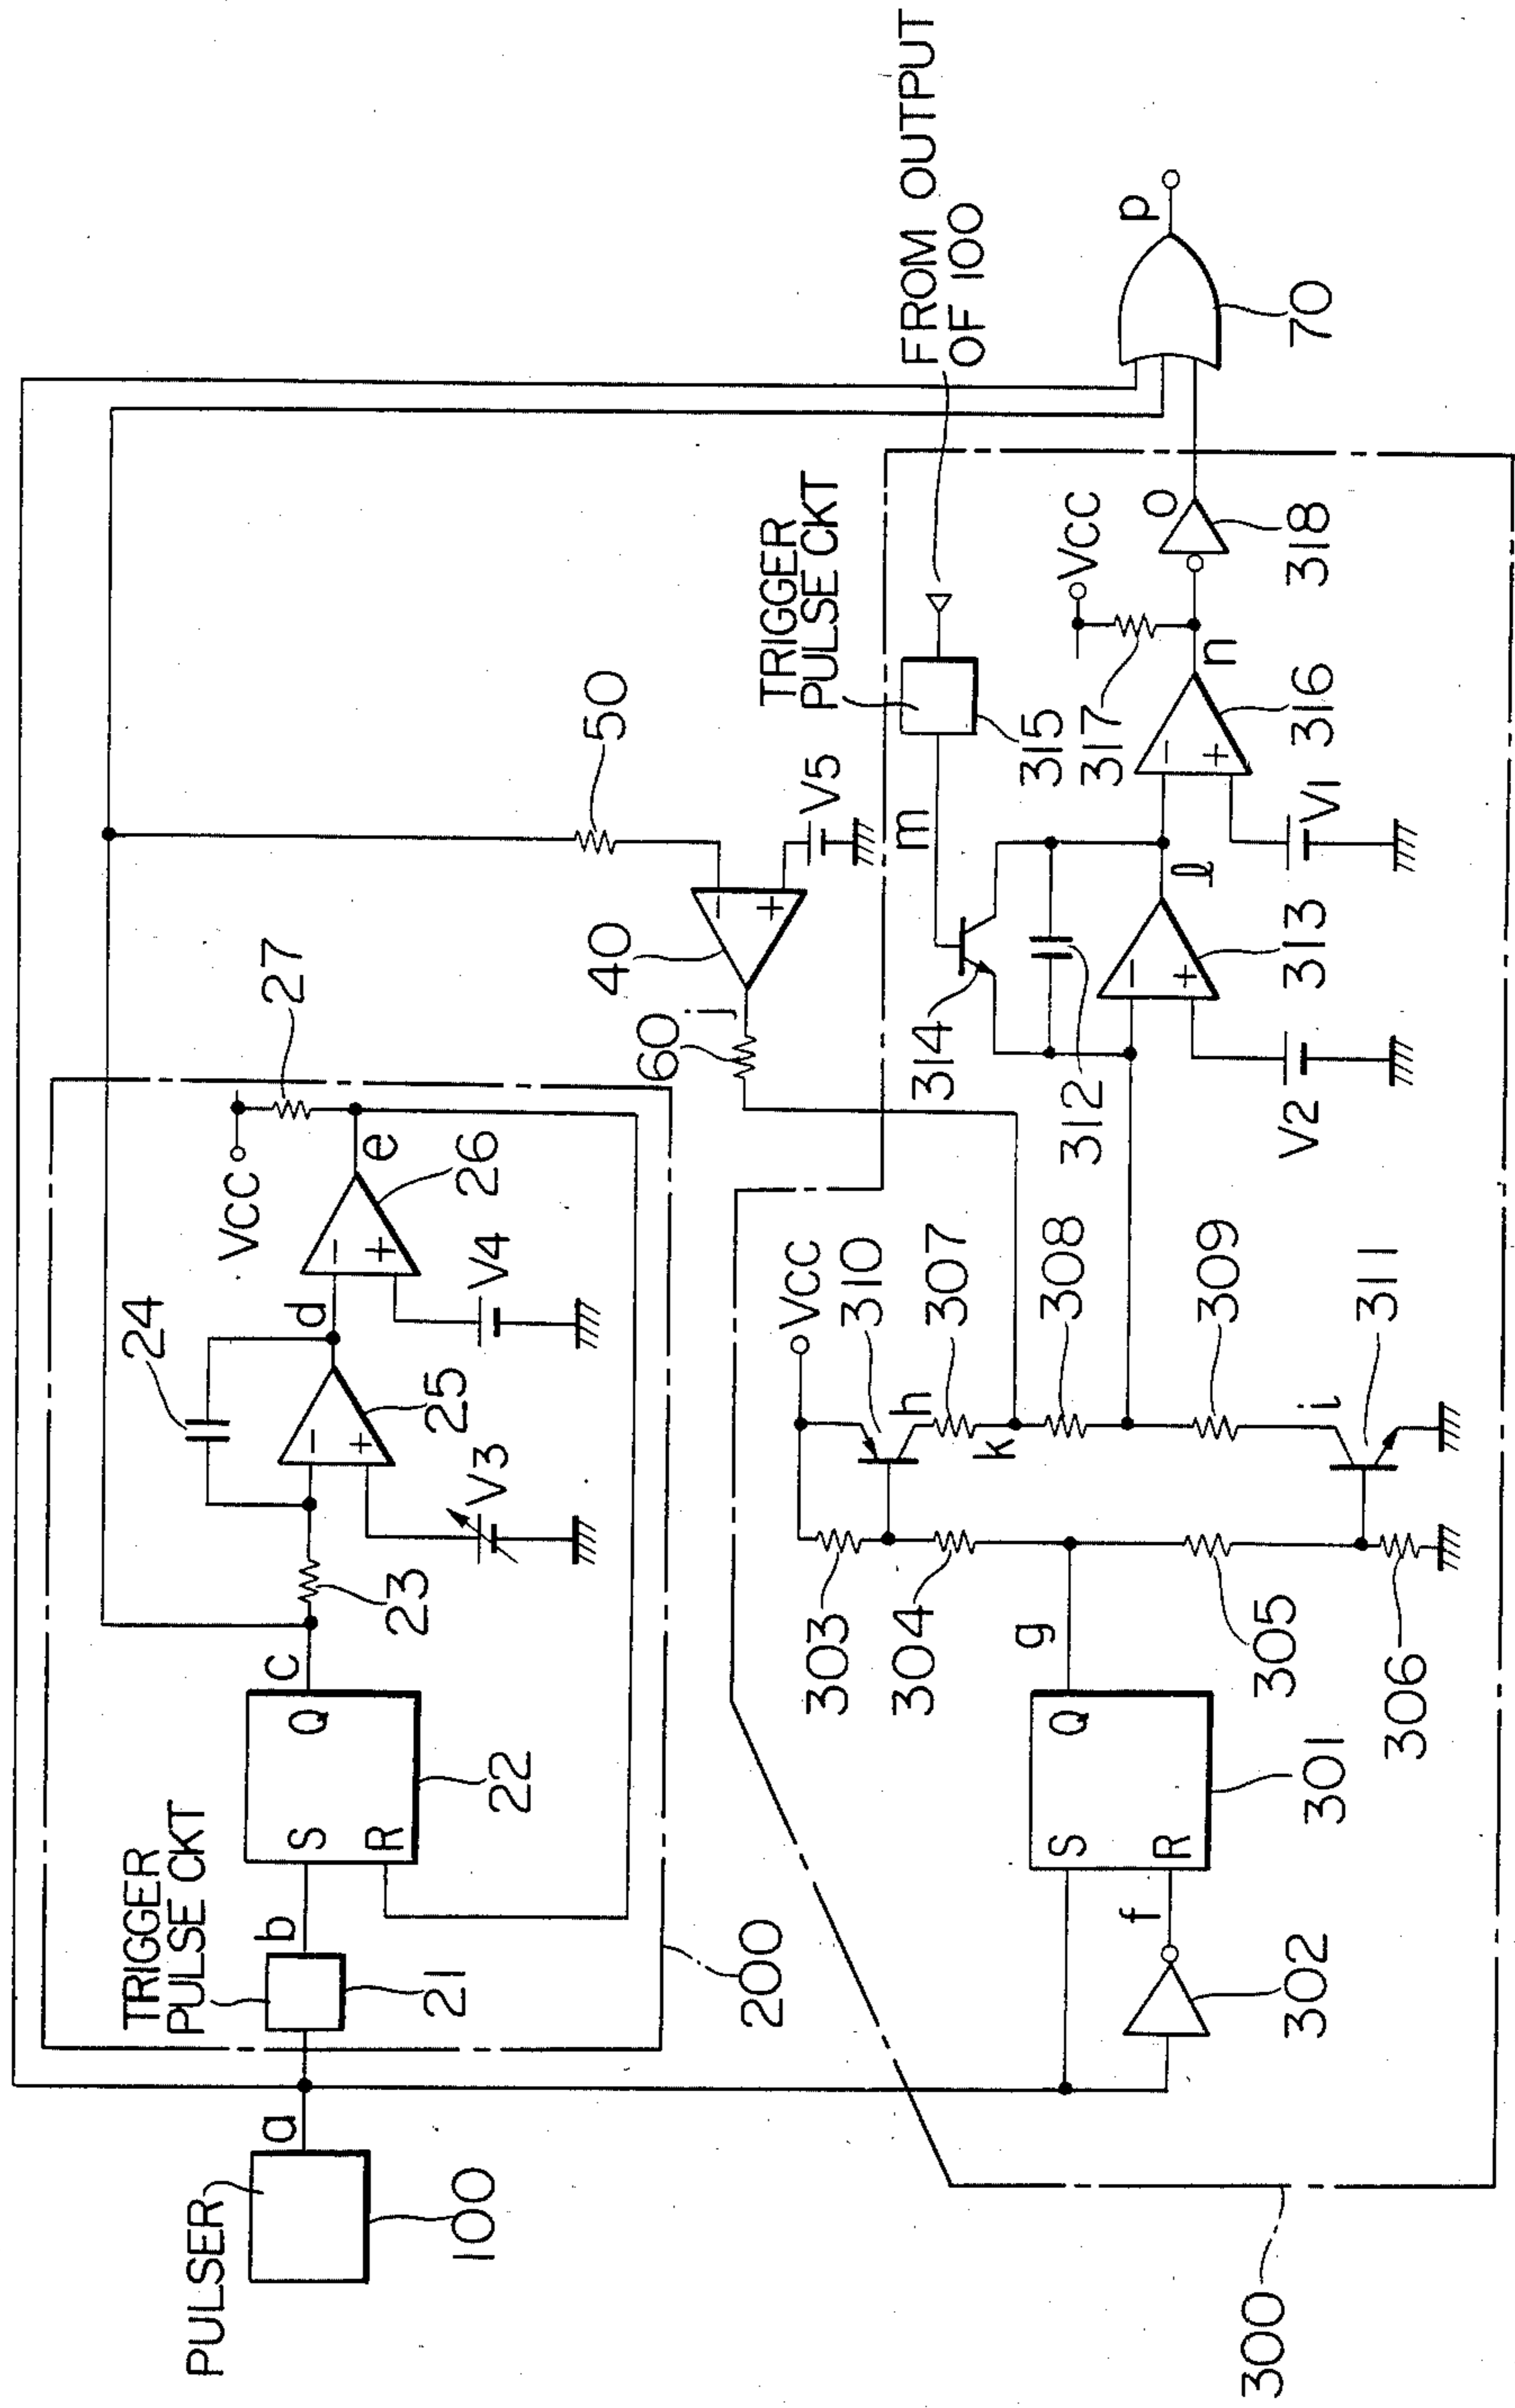 PULSER
100
a
TRIGGER
PULSE CKT
21
b
S
R
Q
22
c
23
24
25
V3
d
26
V4
e
VCC
27
200
50
40
V5
j
60
FROM OUTPUT
OF 100
TRIGGER
PULSE CKT
315
m
314
312
313
l
V2
316
V1
n
317
VCC
318
o
70
p
VCC
310
h
307
k
308
309
i
311
303
304
305
306
g
S
R
Q
301
f
302
300
−
+
−
+
−
+
−
+
−
+